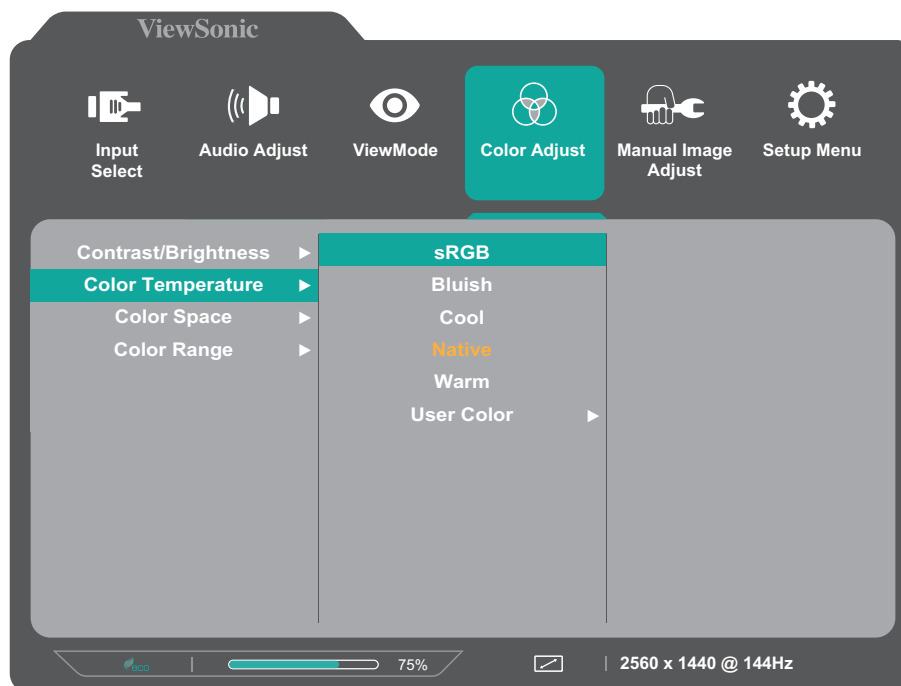 ViewSonic
Input
Select
Audio Adjust
ViewMode
Color Adjust
Manual Image
Adjust
Setup Menu
Contrast/Brightness
Color Temperature
Color Space
Color Range
sRGB
Bluish
Cool
Native
Warm
User Color
eco
75%
2560 x 1440 @ 144Hz